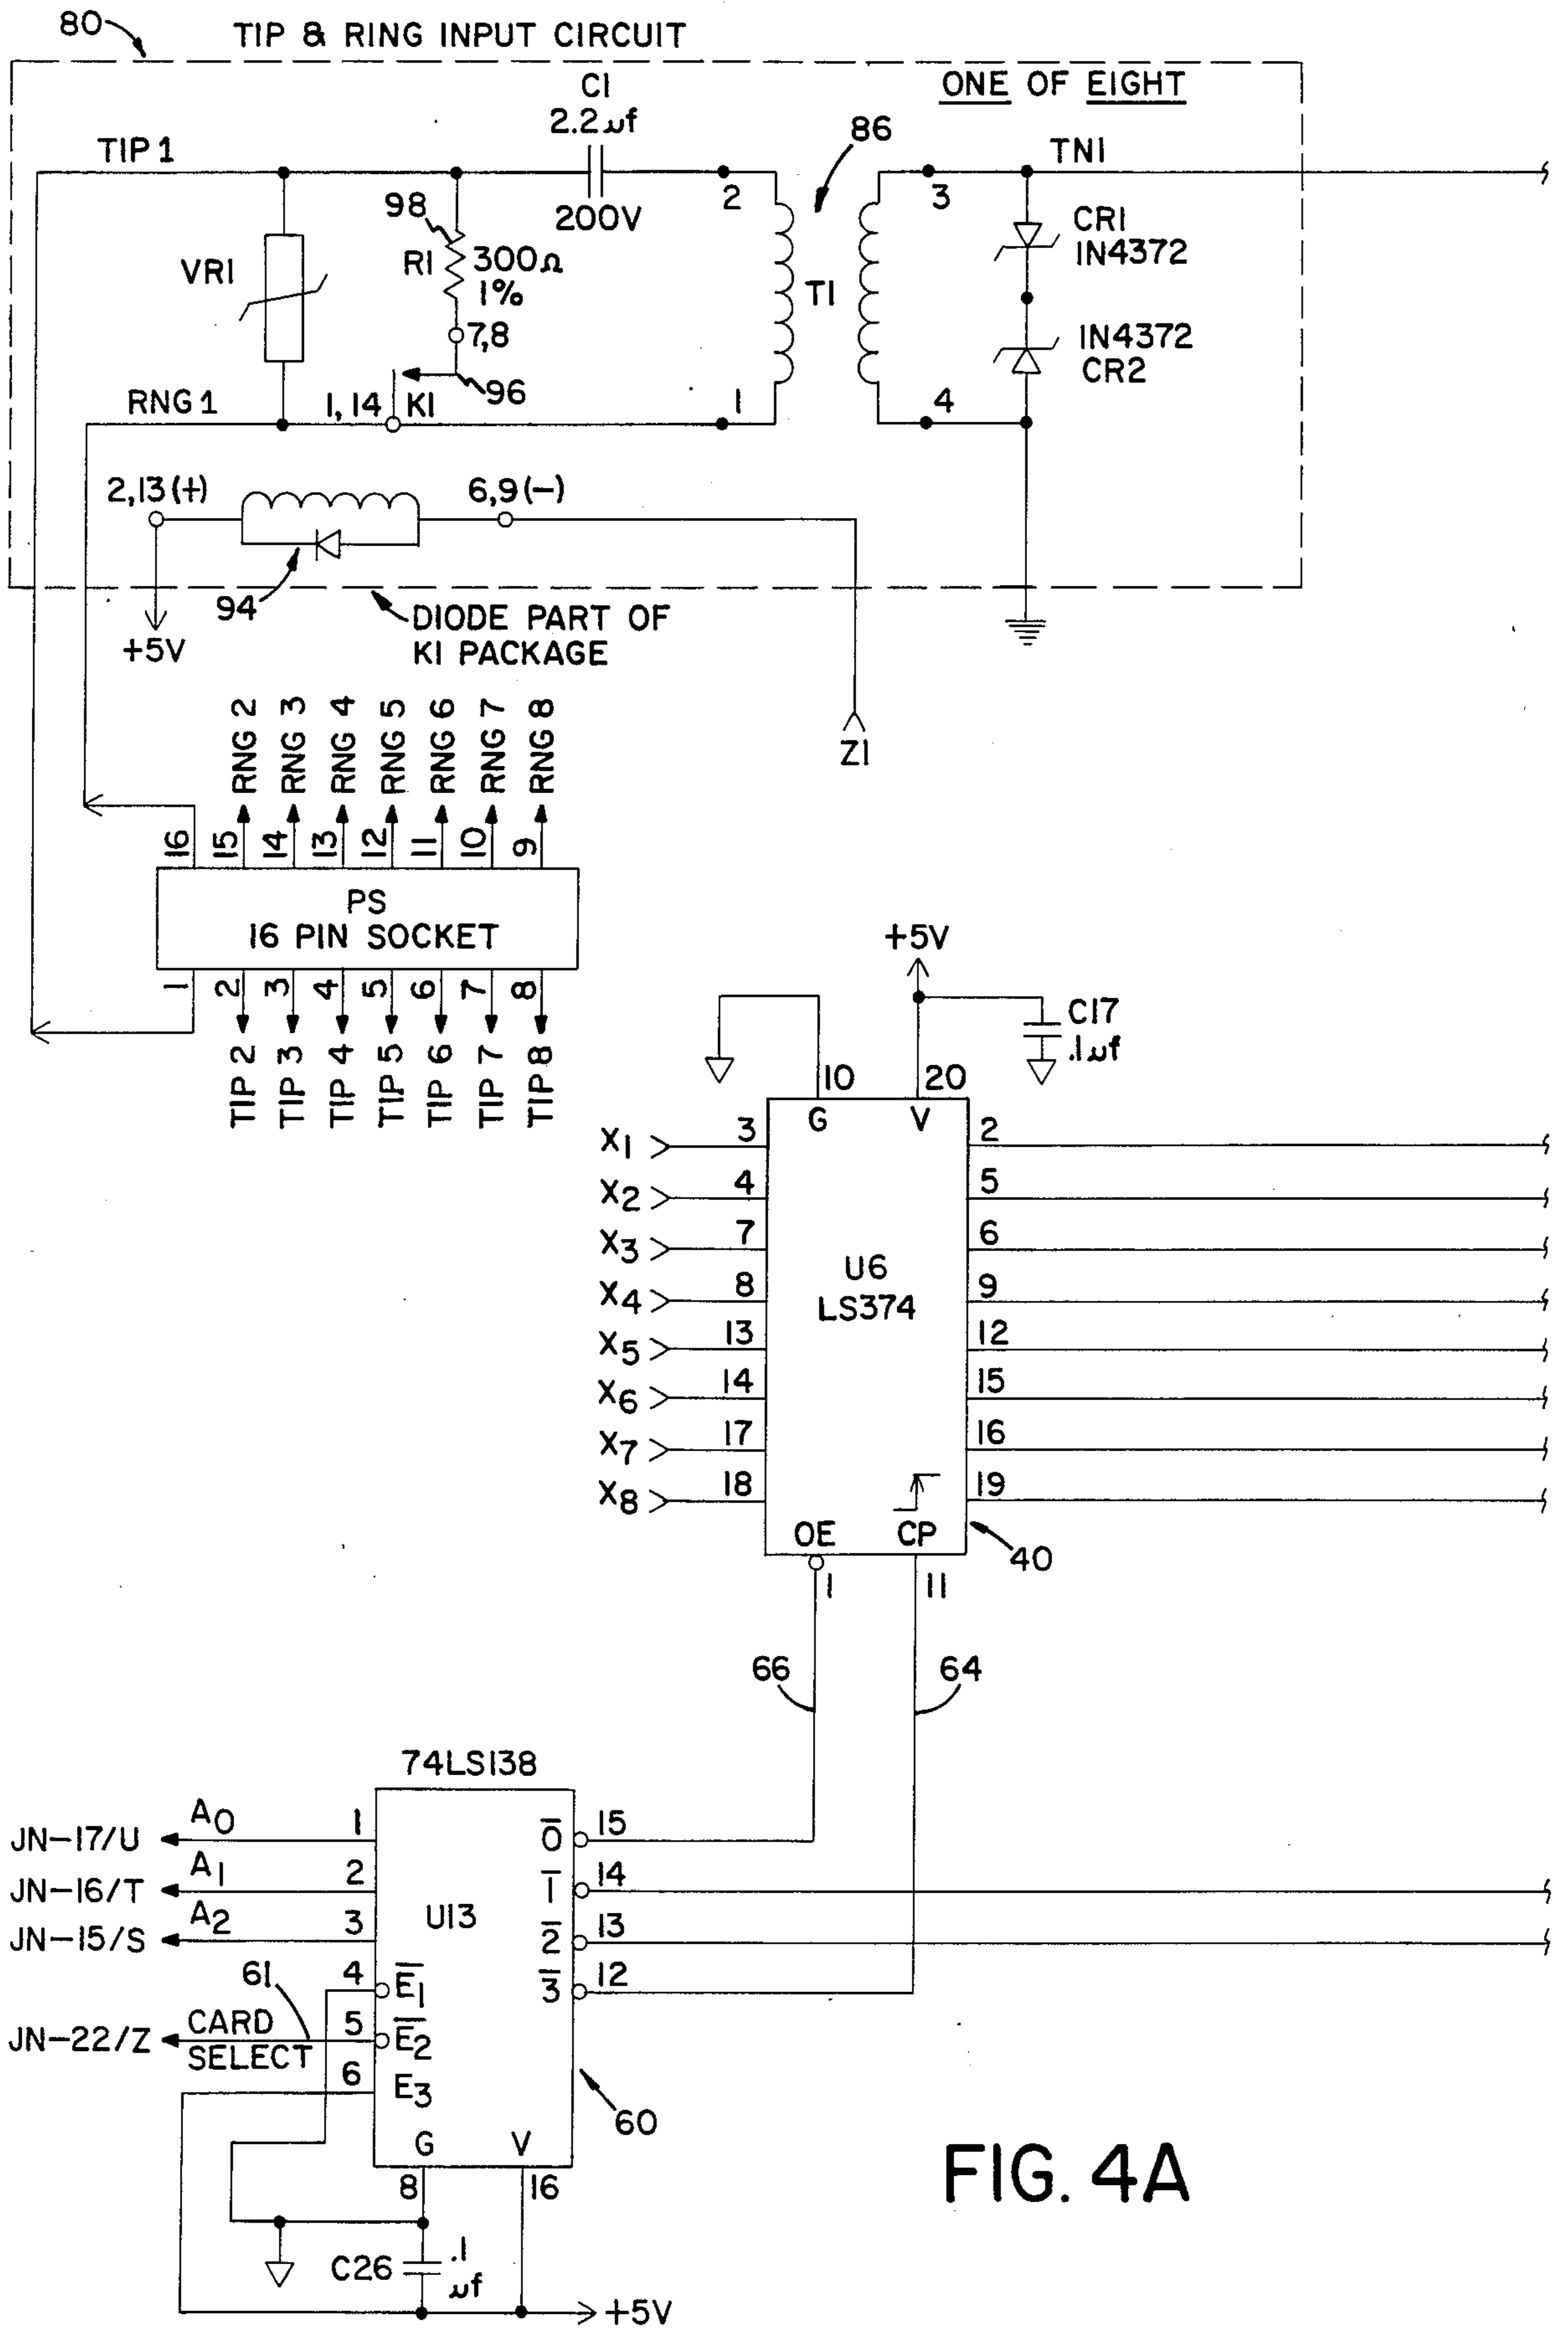 80
TIP & RING INPUT CIRCUIT
ONE OF EIGHT
C1
2.2 µf
200V
86
TIP 1
2
3
TN1
98
R1
300Ω
1%
VR1
T1
CR1
IN4372
7,8
IN4372
CR2
96
RNG 1
1, 14
K1
1
4
2,13 (+)
6,9 (−)
94
+5V
DIODE PART OF
K1 PACKAGE
Z1
RNG 2
RNG 3
RNG 4
RNG 5
RNG 6
RNG 7
RNG 8
16
15
14
13
12
11
10
9
PS
16 PIN SOCKET
1
2
3
4
5
6
7
8
TIP 2
TIP 3
TIP 4
TIP 5
TIP 6
TIP 7
TIP 8
+5V
C17
.1 µf
10
20
G
V
X1
3
2
X2
4
5
X3
7
6
X4
8
9
X5
13
12
X6
14
15
X7
17
16
X8
18
19
U6
LS374
OE
CP
40
1
11
66
64
74LS138
JN–17/U
A0
1
0̅
15
JN–16/T
A1
2
1̅
14
JN–15/S
A2
3
U13
2̅
13
61
4
E̅1
3̅
12
JN–22/Z
CARD
SELECT
5
E̅2
6
E3
60
G
V
8
16
C26
.1
µf
+5V
FIG. 4A